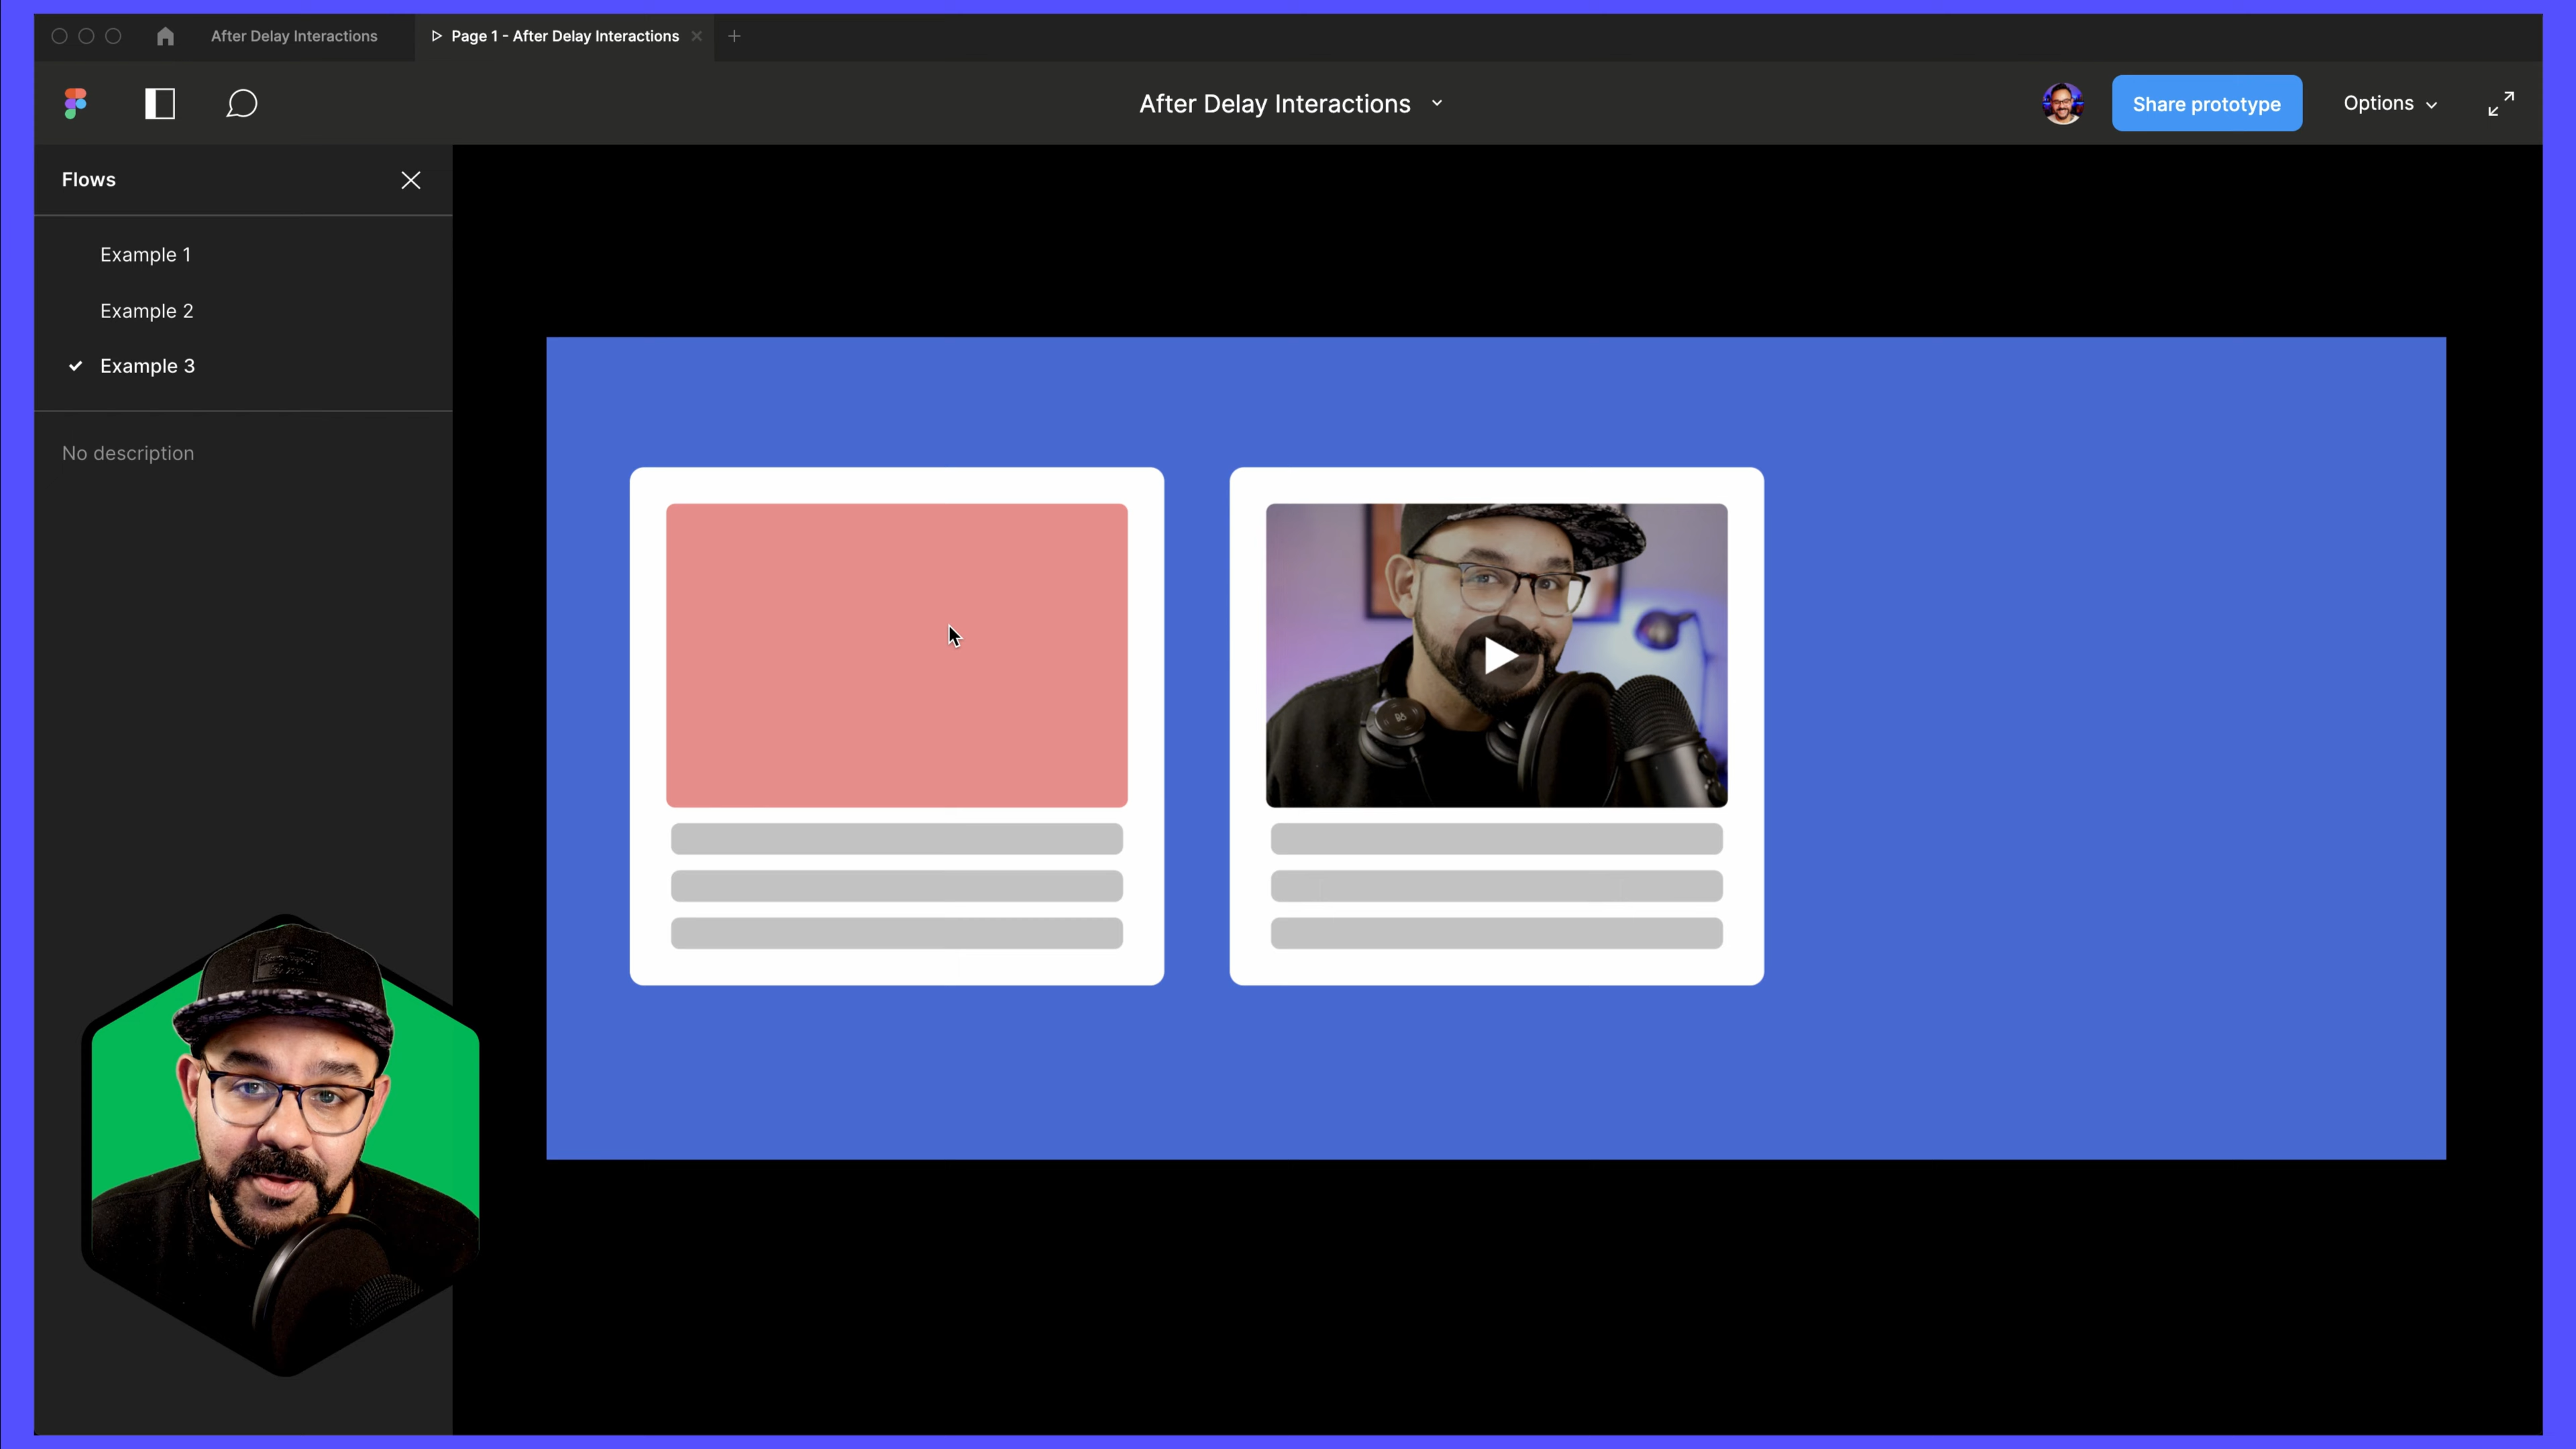 After Delay Interactions
Page 1 - After Delay Interactions
After Delay Interactions
Share prototype
Options
Flows
Example 1
Example 2
Example 3
No description